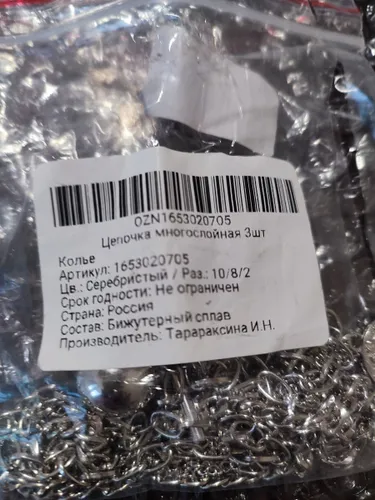 OZN1653020705
Цепочка многослойная 3шт
Колье
Артикул: 1653020705
Цв.: Серебристый / Раз.: 10/8/2
Срок годности: Не ограничен
Страна: Россия
Состав: Бижутерный сплав
Производитель: Тарараксина И.Н.